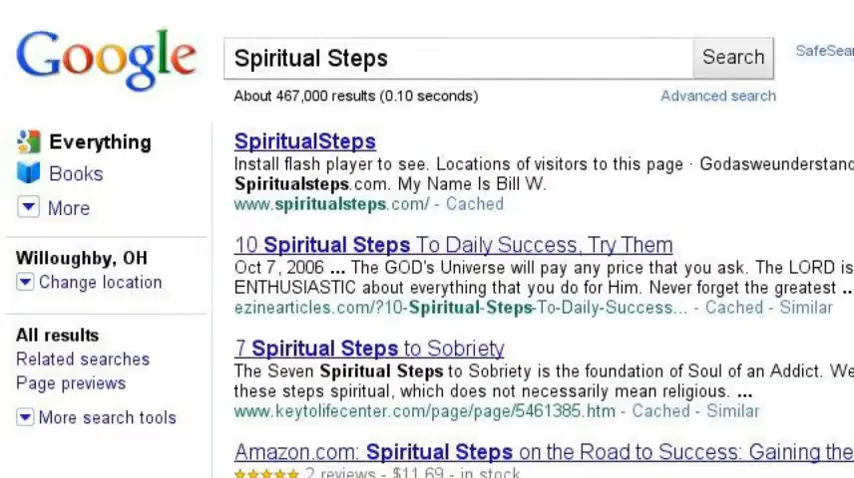 Google
Spiritual Steps
Search
SafeSear
About 467,000 results (0.10 seconds)
Advanced search
Everything
Books
More
Willoughby, OH
Change location
All results
Related searches
Page previews
More search tools
SpiritualSteps
Install flash player to see. Locations of visitors to this page · Godasweunderstand
Spiritualsteps.com. My Name Is Bill W.
www.spiritualsteps.com/ - Cached
10 Spiritual Steps To Daily Success, Try Them
Oct 7, 2006 ... The GOD's Universe will pay any price that you ask. The LORD is
ENTHUSIASTIC about everything that you do for Him. Never forget the greatest ..
ezinearticles.com/?10-Spiritual-Steps-To-Daily-Success... - Cached - Similar
7 Spiritual Steps to Sobriety
The Seven Spiritual Steps to Sobriety is the foundation of Soul of an Addict. We
these steps spiritual, which does not necessarily mean religious. ...
www.keytolifecenter.com/page/page/5461385.htm - Cached - Similar
Amazon.com: Spiritual Steps on the Road to Success: Gaining the
2 reviews - $11.69 - in stock